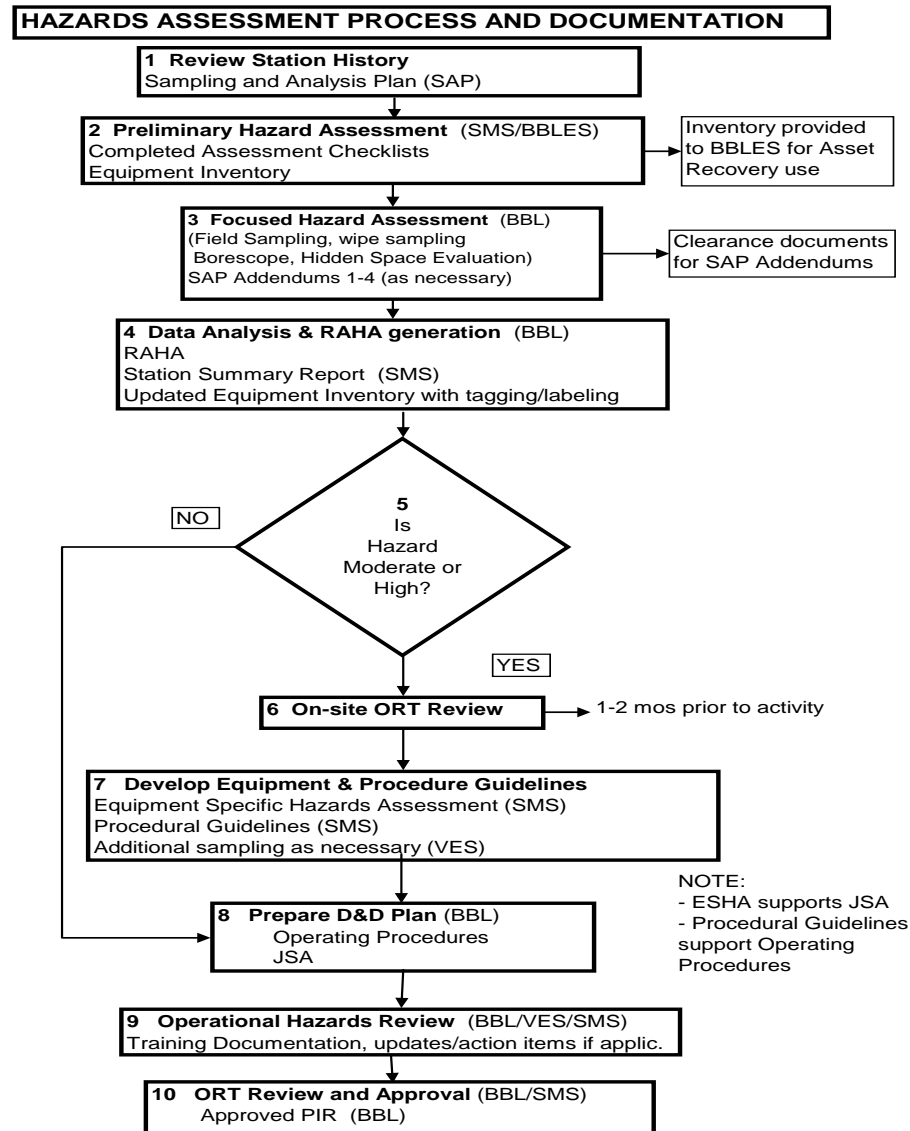 HAZARDS ASSESSMENT PROCESS AND DOCUMENTATION
1 Review Station History
Sampling and Analysis Plan (SAP)
2 Preliminary Hazard Assessment (SMS/BBLES)
Completed Assessment Checklists
Equipment Inventory
Inventory provided
to BBLES for Asset
Recovery use
3 Focused Hazard Assessment (BBL)
(Field Sampling, wipe sampling
Borescope, Hidden Space Evaluation)
SAP Addendums 1-4 (as necessary)
Clearance documents
for SAP Addendums
4 Data Analysis & RAHA generation (BBL)
RAHA
Station Summary Report (SMS)
Updated Equipment Inventory with tagging/labeling
5
Is
Hazard
Moderate or
High?
NO
YES
6 On-site ORT Review
1-2 mos prior to activity
7 Develop Equipment & Procedure Guidelines
Equipment Specific Hazards Assessment (SMS)
Procedural Guidelines (SMS)
Additional sampling as necessary (VES)
NOTE:
- ESHA supports JSA
- Procedural Guidelines
support Operating
Procedures
8 Prepare D&D Plan (BBL)
Operating Procedures
JSA
9 Operational Hazards Review (BBL/VES/SMS)
Training Documentation, updates/action items if applic.
10 ORT Review and Approval (BBL/SMS)
Approved PIR (BBL)